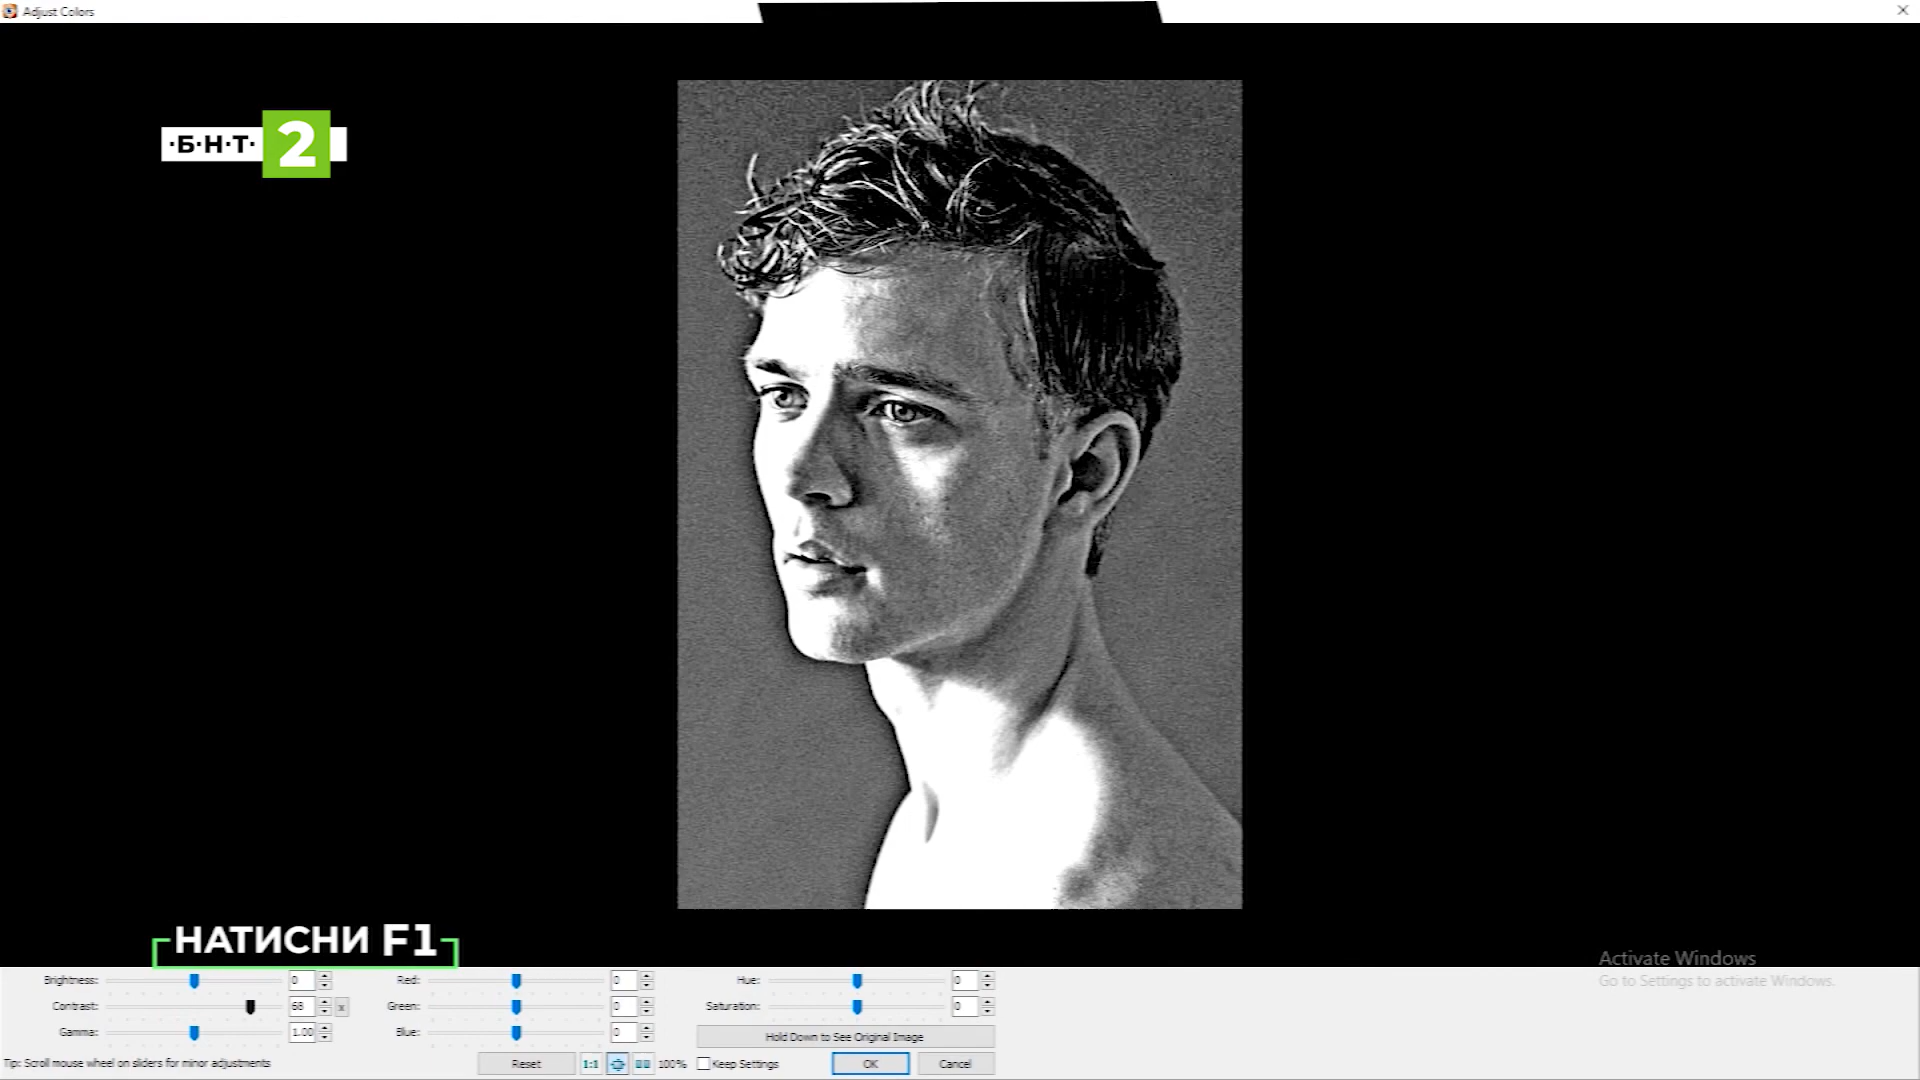 Adjust Colors
·Б·Н·Т· 2
НАТИСНИ F1
Activate Windows
Go to Settings to activate Windows.
Brightness: 0
Contrast: 68 x
Gamma: 1.00
Red: 0
Green: 0
Blue: 0
Hue: 0
Saturation: 0
Hold Down to See Original Image
Tip: Scroll mouse wheel on sliders for minor adjustments
Reset 1:1 100% Keep Settings OK Cancel